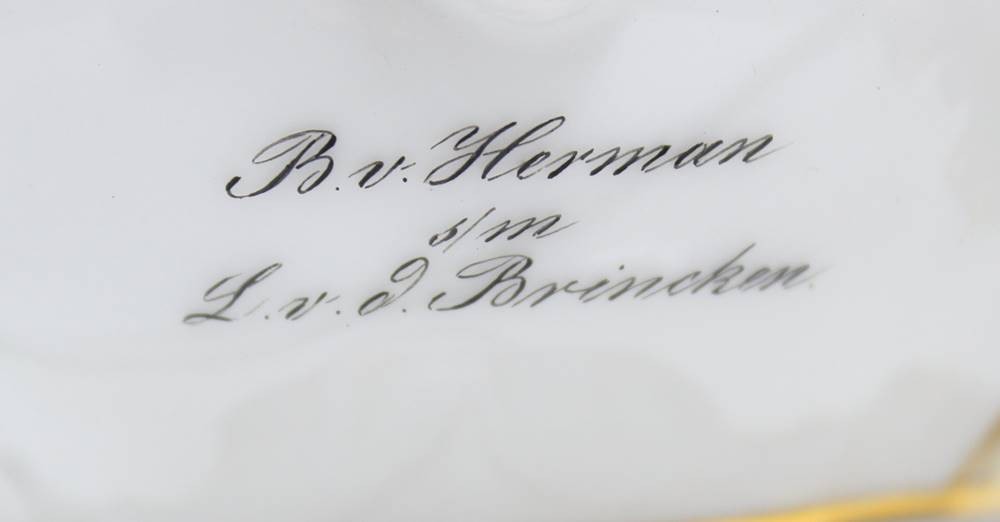 B. v. Herman
s/m
L. v. d. Brincken.